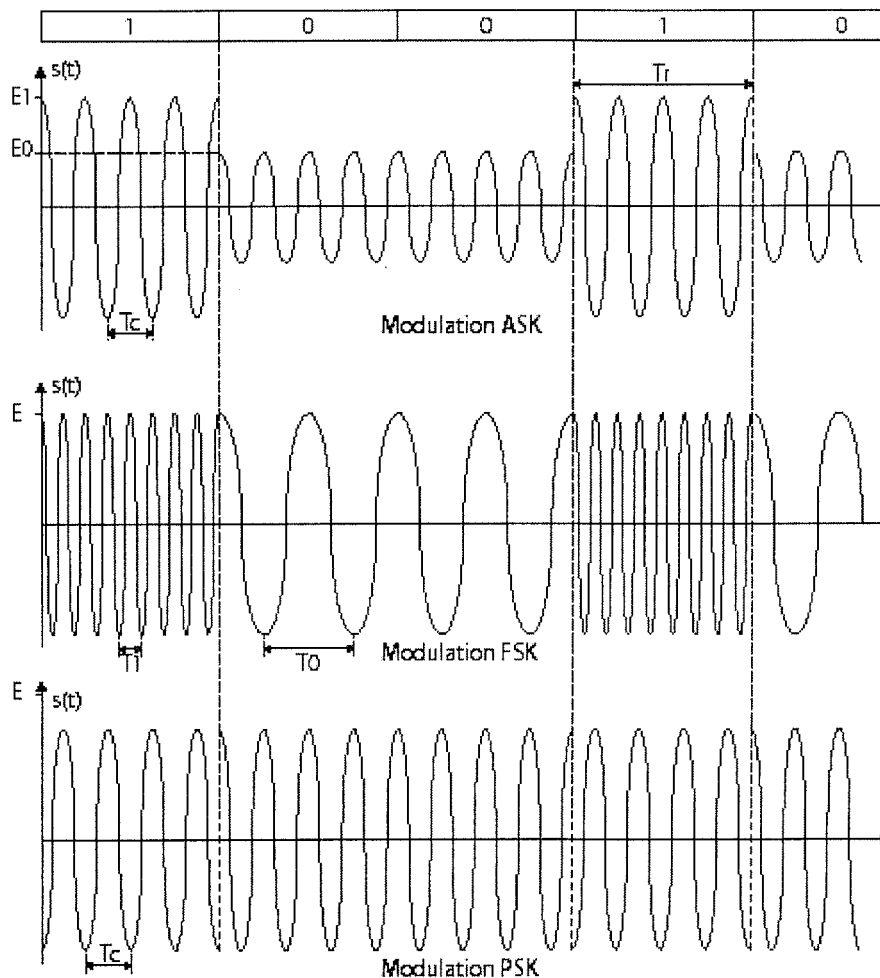 1 0 0 1 0
s(t)
E1
Tr
E0
Tc
Modulation ASK
s(t)
E
T1 T0
Modulation FSK
E
s(t)
Tc
Modulation PSK